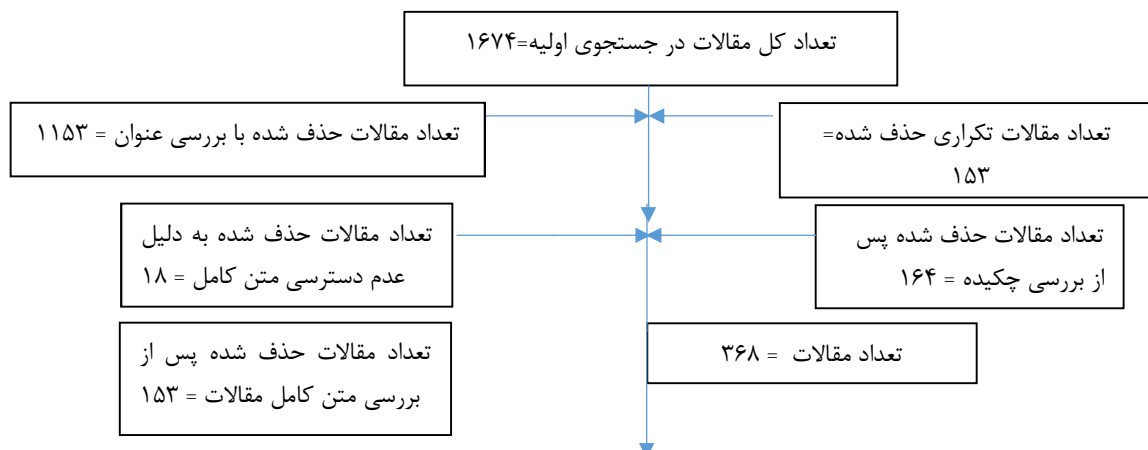 تعداد کل مقالات در جستجوی اولیه=۱۶۷۴
تعداد مقالات تکراری حذف شده=
۱۵۳
تعداد مقالات حذف شده با بررسی عنوان = ۱۱۵۳
تعداد مقالات حذف شده پس
از بررسی چکیده = ۱۶۴
تعداد مقالات حذف شده به دلیل
عدم دسترسی متن کامل = ۱۸
تعداد مقالات = ۳۶۸
تعداد مقالات حذف شده پس از
بررسی متن کامل مقالات = ۱۵۳